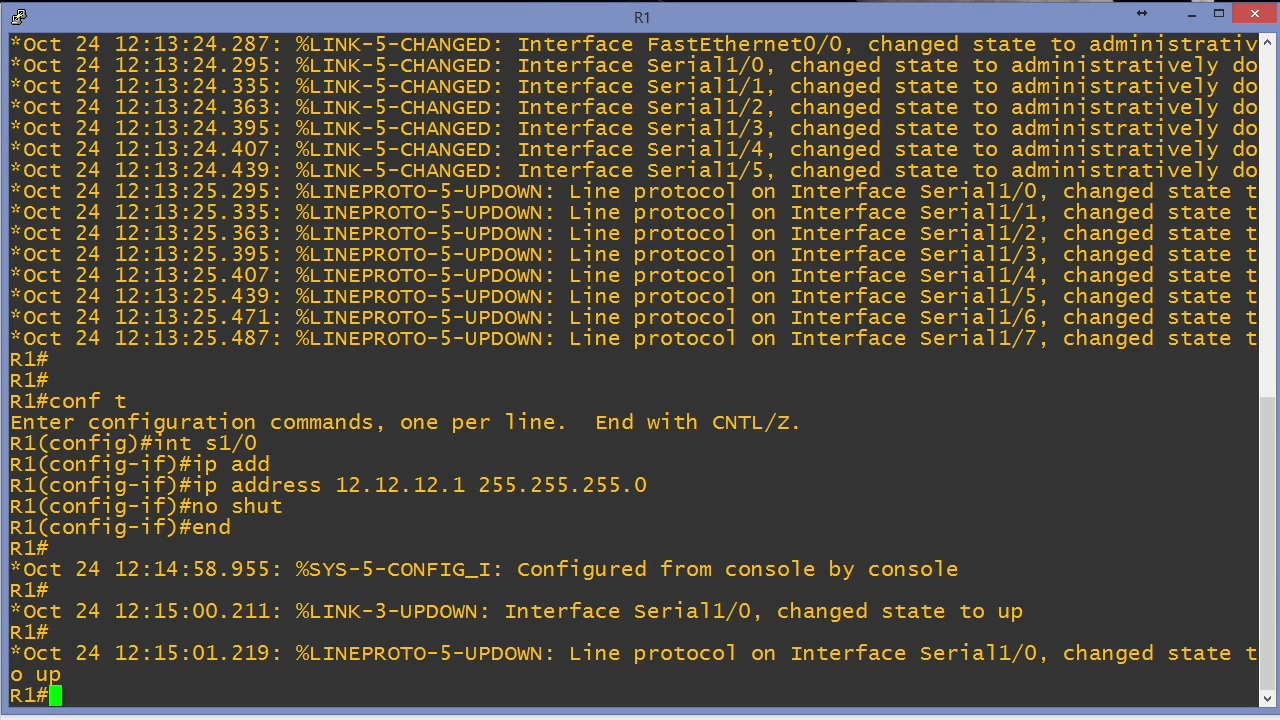 R1
*Oct 24 12:13:24.287: %LINK-5-CHANGED: Interface FastEthernet0/0, changed state to administrativ
*Oct 24 12:13:24.295: %LINK-5-CHANGED: Interface Serial1/0, changed state to administratively do
*Oct 24 12:13:24.335: %LINK-5-CHANGED: Interface Serial1/1, changed state to administratively do
*Oct 24 12:13:24.363: %LINK-5-CHANGED: Interface Serial1/2, changed state to administratively do
*Oct 24 12:13:24.395: %LINK-5-CHANGED: Interface Serial1/3, changed state to administratively do
*Oct 24 12:13:24.407: %LINK-5-CHANGED: Interface Serial1/4, changed state to administratively do
*Oct 24 12:13:24.439: %LINK-5-CHANGED: Interface Serial1/5, changed state to administratively do
*Oct 24 12:13:25.295: %LINEPROTO-5-UPDOWN: Line protocol on Interface Serial1/0, changed state t
*Oct 24 12:13:25.335: %LINEPROTO-5-UPDOWN: Line protocol on Interface Serial1/1, changed state t
*Oct 24 12:13:25.363: %LINEPROTO-5-UPDOWN: Line protocol on Interface Serial1/2, changed state t
*Oct 24 12:13:25.395: %LINEPROTO-5-UPDOWN: Line protocol on Interface Serial1/3, changed state t
*Oct 24 12:13:25.407: %LINEPROTO-5-UPDOWN: Line protocol on Interface Serial1/4, changed state t
*Oct 24 12:13:25.439: %LINEPROTO-5-UPDOWN: Line protocol on Interface Serial1/5, changed state t
*Oct 24 12:13:25.471: %LINEPROTO-5-UPDOWN: Line protocol on Interface Serial1/6, changed state t
*Oct 24 12:13:25.487: %LINEPROTO-5-UPDOWN: Line protocol on Interface Serial1/7, changed state t
R1#
R1#
R1#conf t
Enter configuration commands, one per line.  End with CNTL/Z.
R1(config)#int s1/0
R1(config-if)#ip add
R1(config-if)#ip address 12.12.12.1 255.255.255.0
R1(config-if)#no shut
R1(config-if)#end
R1#
*Oct 24 12:14:58.955: %SYS-5-CONFIG_I: Configured from console by console
R1#
*Oct 24 12:15:00.211: %LINK-3-UPDOWN: Interface Serial1/0, changed state to up
R1#
*Oct 24 12:15:01.219: %LINEPROTO-5-UPDOWN: Line protocol on Interface Serial1/0, changed state t
o up
R1#